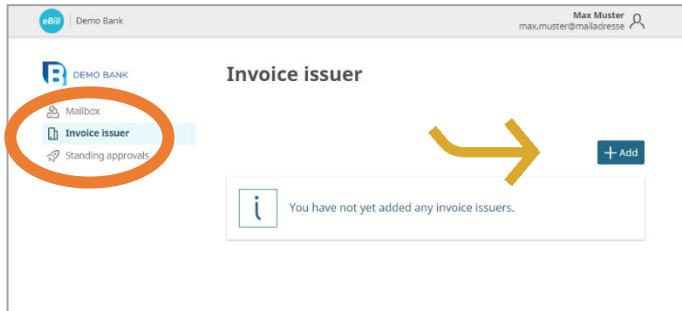 eBill Demo Bank
Max Muster
max.muster@mailadresse
DEMO BANK
Invoice issuer
Mailbox
Invoice issuer
Standing approvals
+ Add
You have not yet added any invoice issuers.